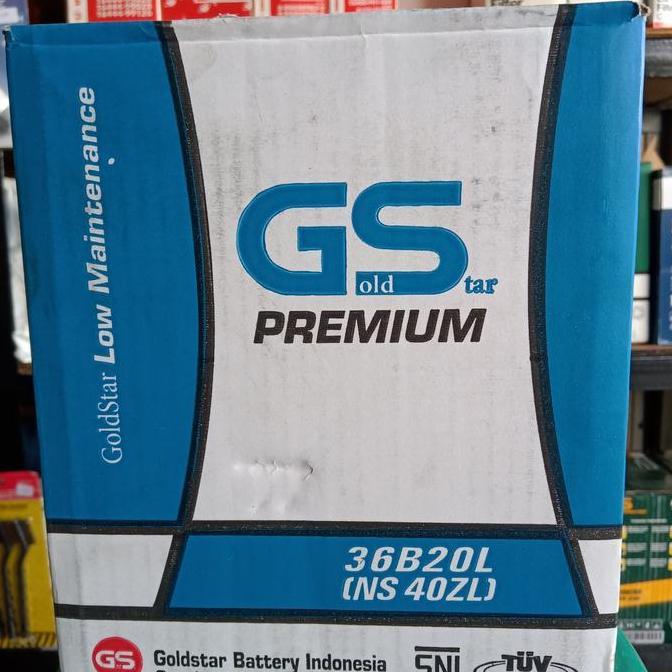 GoldStar Low Maintenance
GS
old tar
PREMIUM
36B20L
(NS 40ZL)
GS
Goldstar Battery Indonesia
SNI
TÜV